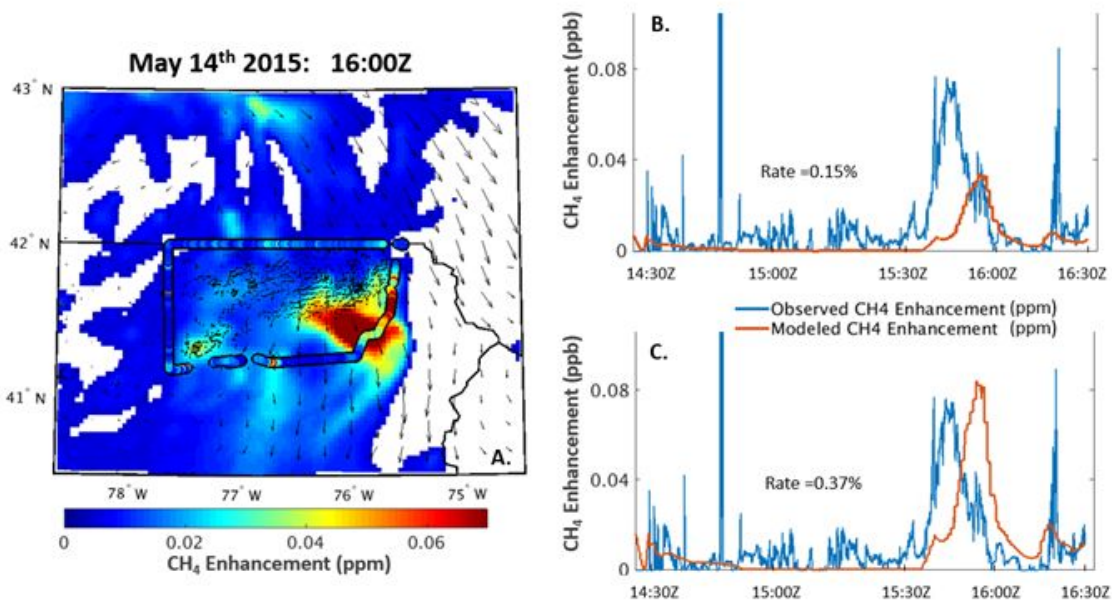 May 14th 2015: 16:00Z
43° N
42° N
41° N
A.
78° W
77° W
76° W
75° W
0
0.02
0.04
0.06
CH4 Enhancement (ppm)
B.
CH4 Enhancement (ppb)
0.08
0.04
0
Rate =0.15%
14:30Z
15:00Z
15:30Z
16:00Z
16:30Z
Observed CH4 Enhancement (ppm)
Modeled CH4 Enhancement (ppm)
C.
CH4 Enhancement (ppb)
0.08
0.04
0
Rate =0.37%
14:30Z
15:00Z
15:30Z
16:00Z
16:30Z